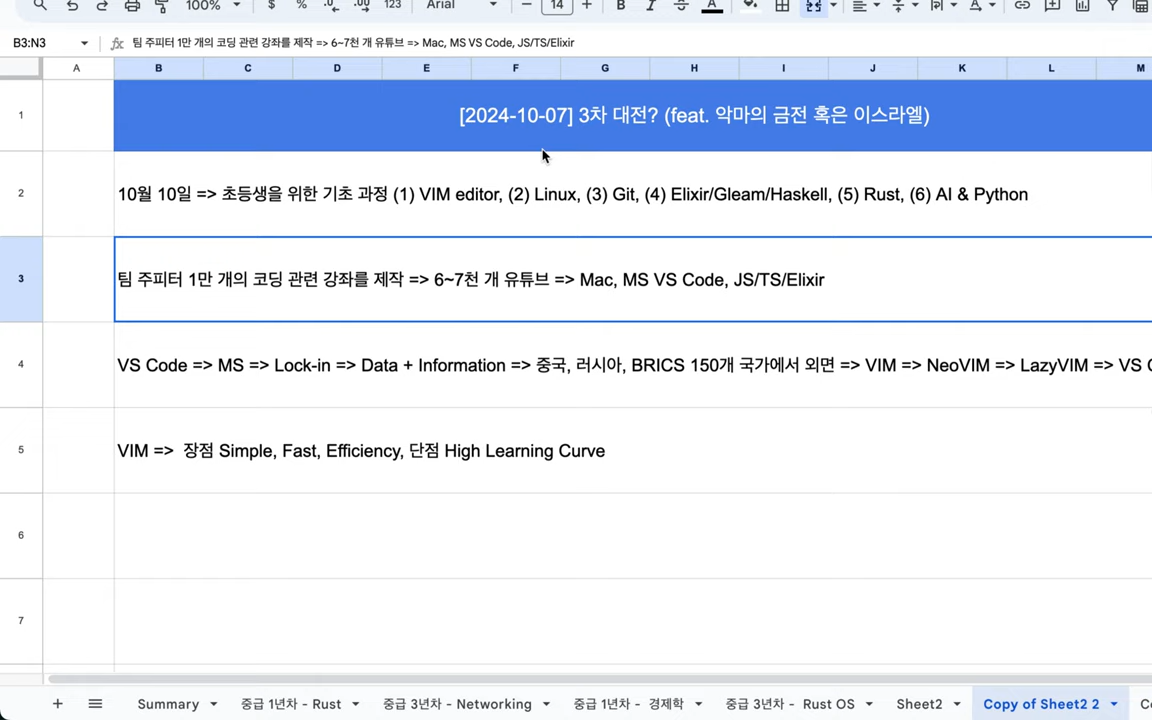 100% $ % .0 .00 123 Arial 14 B I A
B3:N3 fx 팀 주피터 1만 개의 코딩 관련 강좌를 제작 => 6~7천 개 유튜브 => Mac, MS VS Code, JS/TS/Elixir
A B C D E F G H I J K L M
1 [2024-10-07] 3차 대전? (feat. 악마의 금전 혹은 이스라엘)
2 10월 10일 => 초등생을 위한 기초 과정 (1) VIM editor, (2) Linux, (3) Git, (4) Elixir/Gleam/Haskell, (5) Rust, (6) AI & Python
3 팀 주피터 1만 개의 코딩 관련 강좌를 제작 => 6~7천 개 유튜브 => Mac, MS VS Code, JS/TS/Elixir
4 VS Code => MS => Lock-in => Data + Information => 중국, 러시아, BRICS 150개 국가에서 외면 => VIM => NeoVIM => LazyVIM => VS
5 VIM => 장점 Simple, Fast, Efficiency, 단점 High Learning Curve
6
7
+ Summary 중급 1년차 - Rust 중급 3년차 - Networking 중급 1년차 - 경제학 중급 3년차 - Rust OS Sheet2 Copy of Sheet2 2